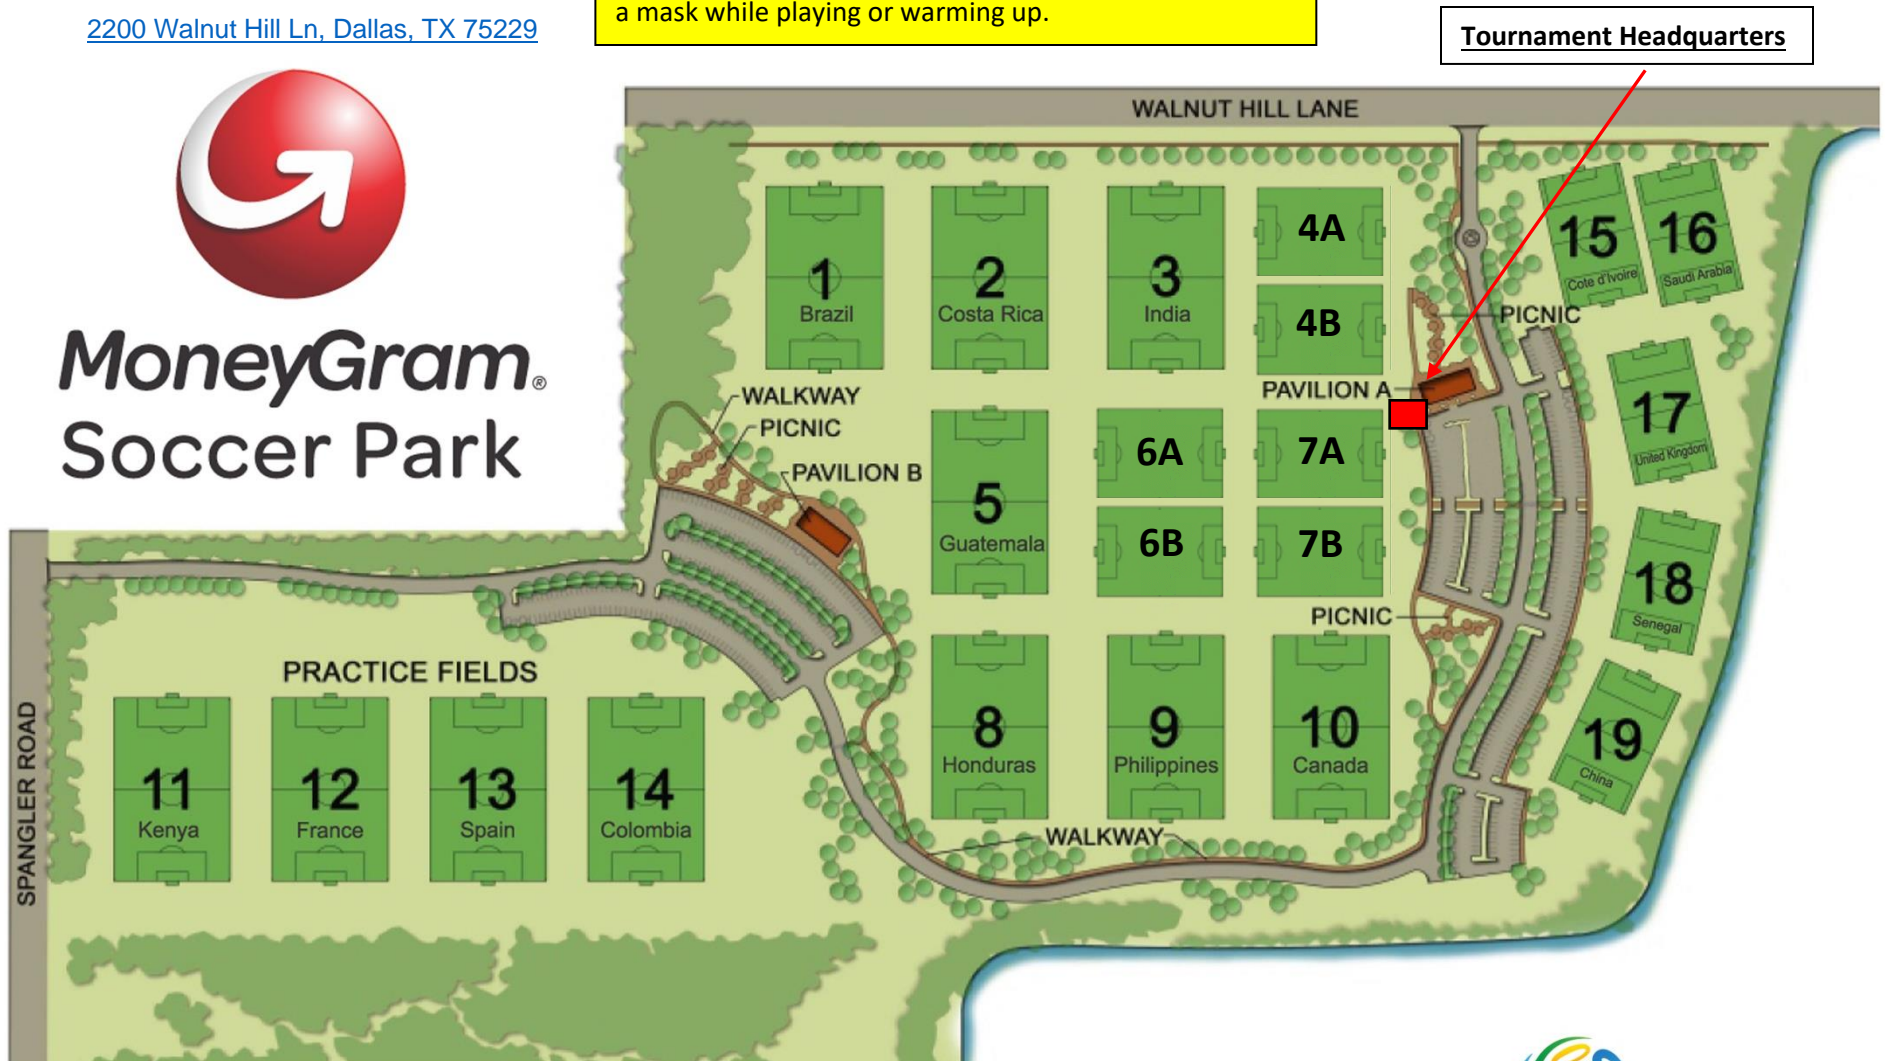 a mask while playing or warming up.
2200 Walnut Hill Ln, Dallas, TX 75229
Tournament Headquarters
WALNUT HILL LANE
MoneyGram®
Soccer Park
1
Brazil
2
Costa Rica
3
India
4A
4B
15
Cote d'Ivoire
16
Saudi Arabia
PICNIC
PAVILION A
WALKWAY
PICNIC
PAVILION B
5
Guatemala
6A
7A
6B
7B
17
United Kingdom
18
Senegal
PICNIC
PRACTICE FIELDS
8
Honduras
9
Philippines
10
Canada
19
China
11
Kenya
12
France
13
Spain
14
Colombia
WALKWAY
SPANGLER ROAD